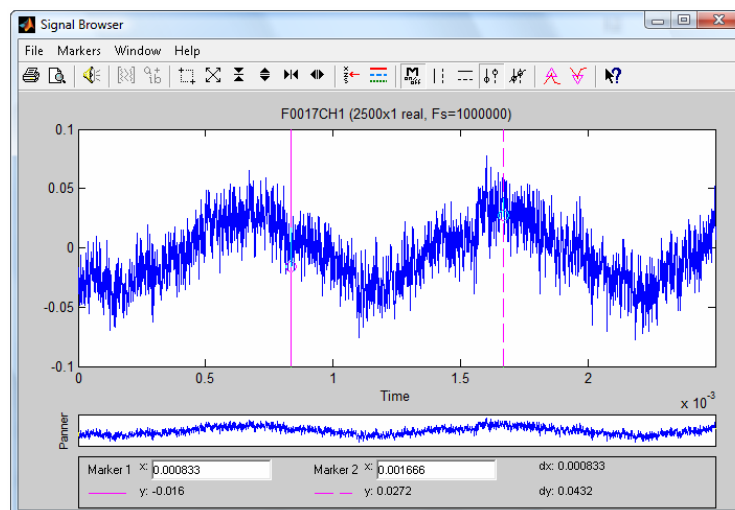 Signal Browser
File Markers Window Help
F0017CH1 (2500x1 real, Fs=1000000)
0.1
0.05
0
-0.05
-0.1
0 0.5 1 1.5 2
Time
x 10⁻³
Panner
Marker 1 x: 0.000833 Marker 2 x: 0.001666 dx: 0.000833
y: -0.016 y: 0.0272 dy: 0.0432